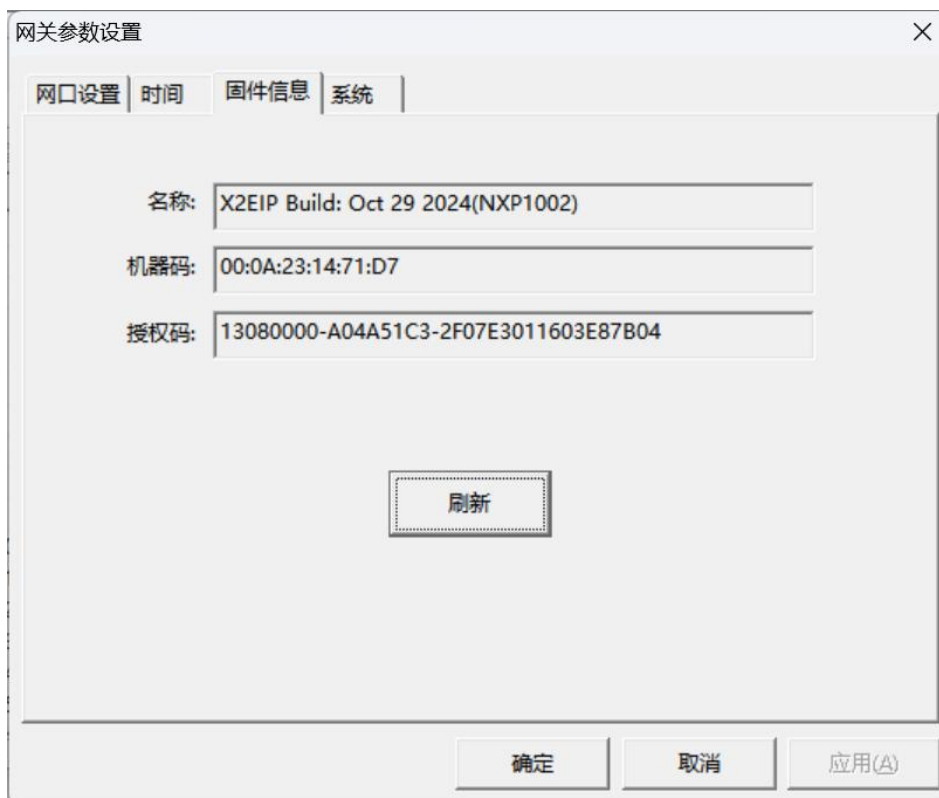 网关参数设置
网口设置 时间 固件信息 系统
名称: X2EIP Build: Oct 29 2024(NXP1002)
机器码: 00:0A:23:14:71:D7
授权码: 13080000-A04A51C3-2F07E3011603E87B04
刷新
确定 取消 应用(A)